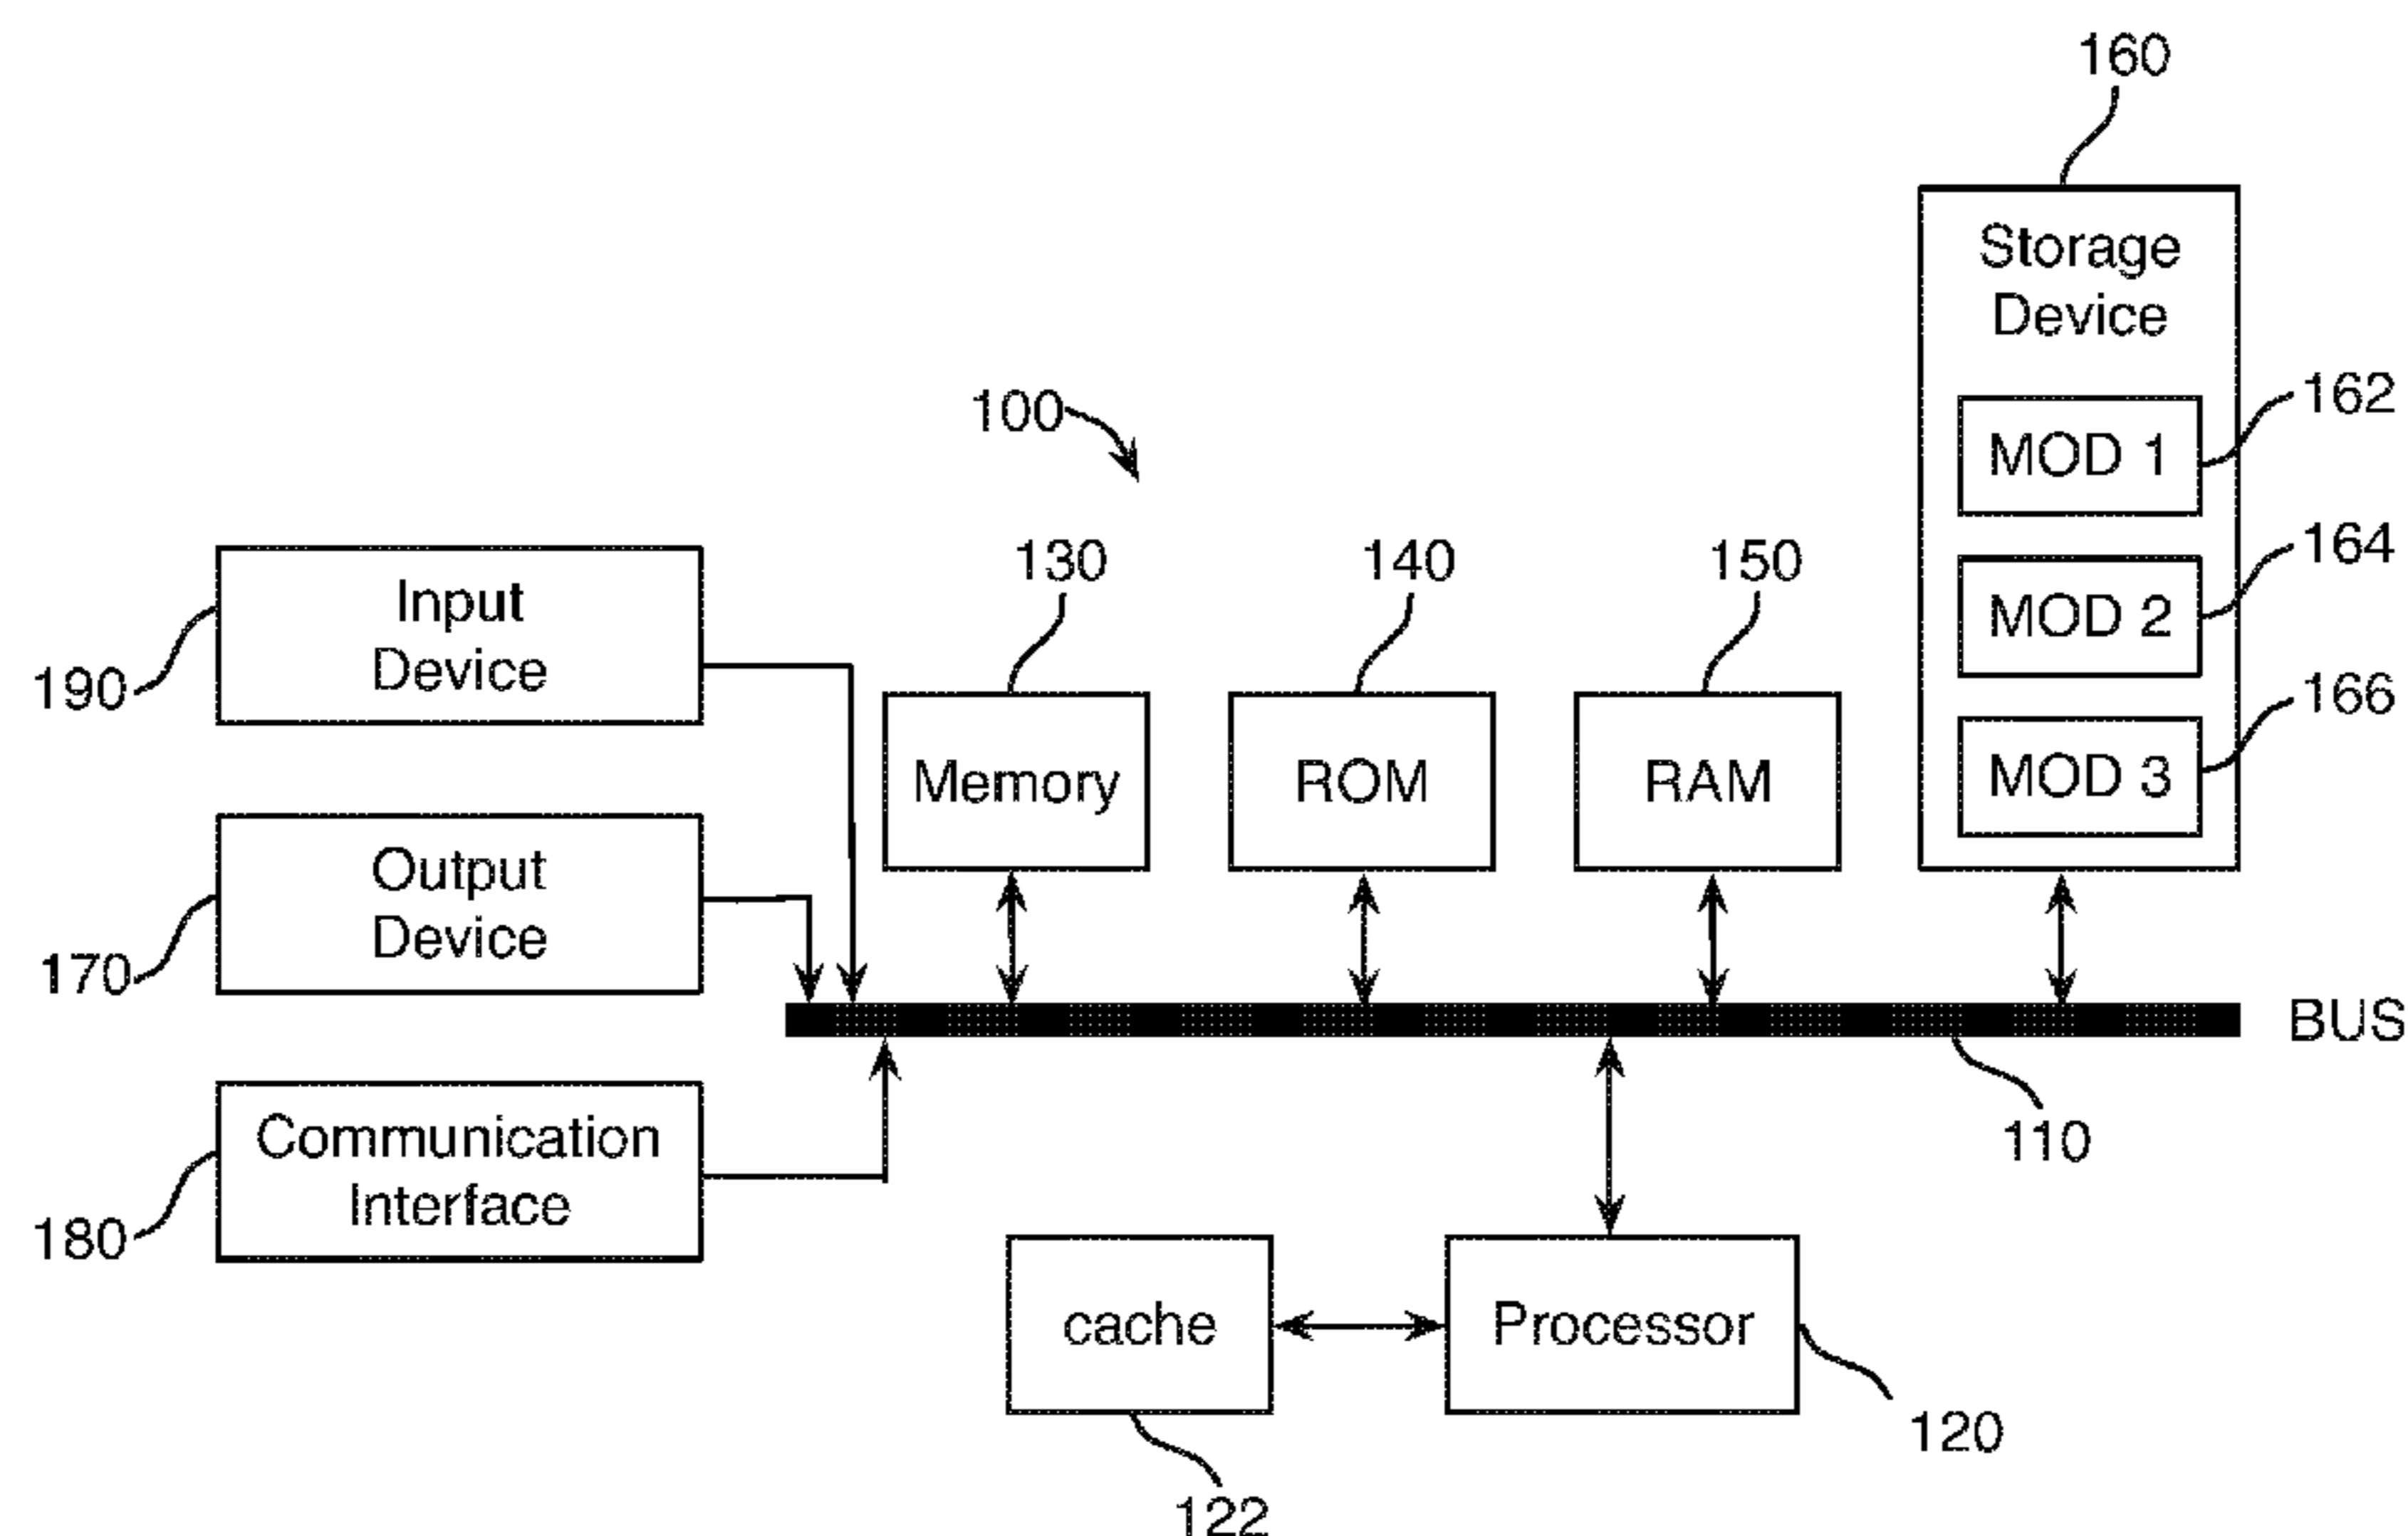 160
Storage
Device
162
MOD 1
100
164
MOD 2
130
140
150
Input
Device
190
166
MOD 3
Memory
ROM
RAM
Output
Device
170
BUS
110
Communication
Interface
180
cache
Processor
120
122